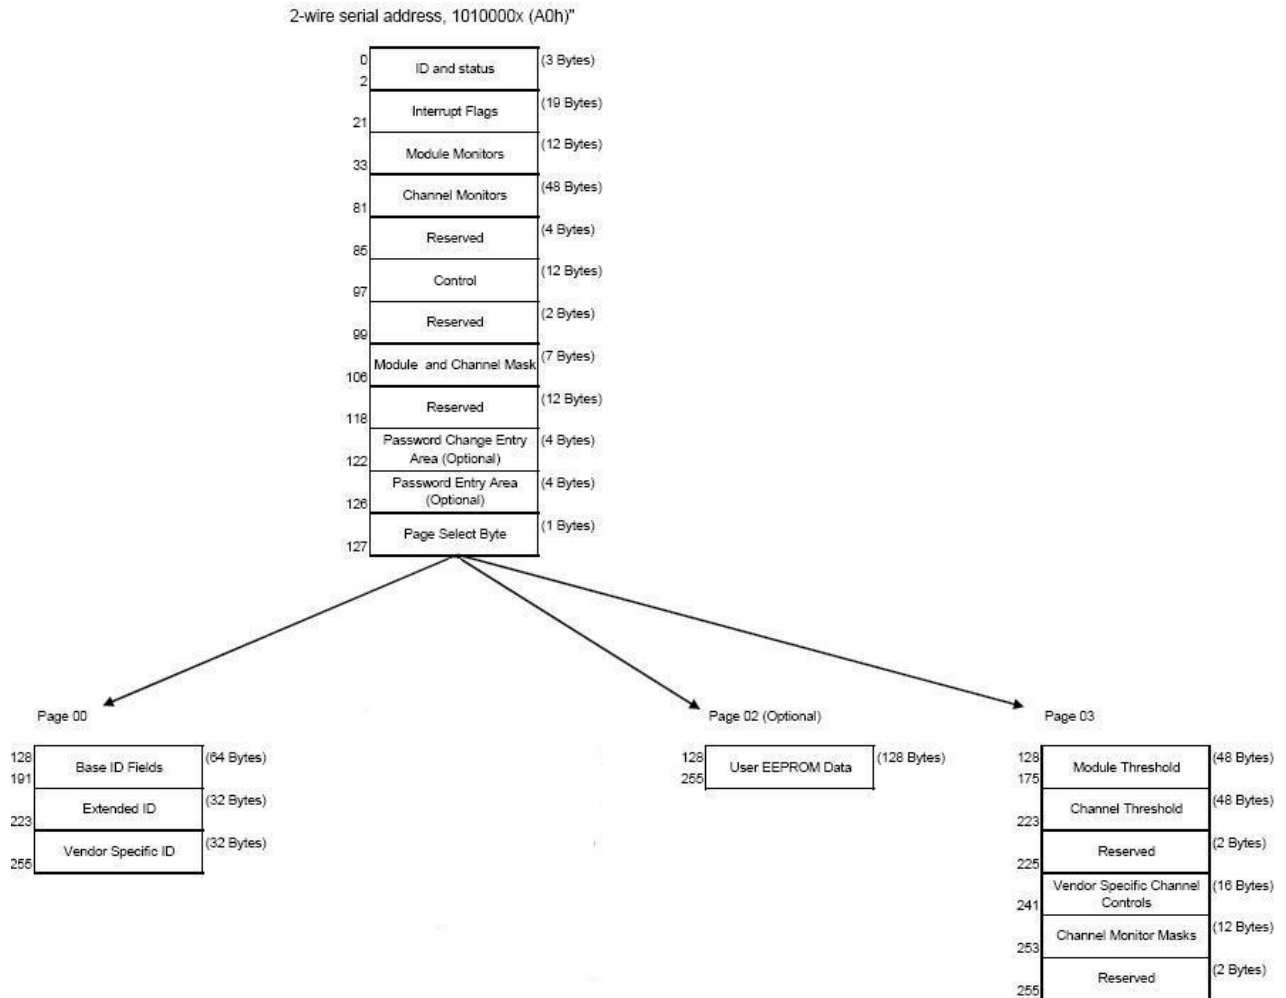 2-wire serial address, 1010000x (A0h)"
0
ID and status
(3 Bytes)
2
Interrupt Flags
(19 Bytes)
21
Module Monitors
(12 Bytes)
33
Channel Monitors
(48 Bytes)
81
Reserved
(4 Bytes)
85
Control
(12 Bytes)
97
Reserved
(2 Bytes)
99
Module and Channel Mask
(7 Bytes)
106
Reserved
(12 Bytes)
118
Password Change Entry
Area (Optional)
(4 Bytes)
122
Password Entry Area
(Optional)
(4 Bytes)
126
Page Select Byte
(1 Bytes)
127
Page 00
128
Base ID Fields
(64 Bytes)
191
Extended ID
(32 Bytes)
223
Vendor Specific ID
(32 Bytes)
255
Page 02 (Optional)
128
User EEPROM Data
(128 Bytes)
255
Page 03
128
Module Threshold
(48 Bytes)
175
Channel Threshold
(48 Bytes)
223
Reserved
(2 Bytes)
225
Vendor Specific Channel
Controls
(16 Bytes)
241
Channel Monitor Masks
(12 Bytes)
253
Reserved
(2 Bytes)
255